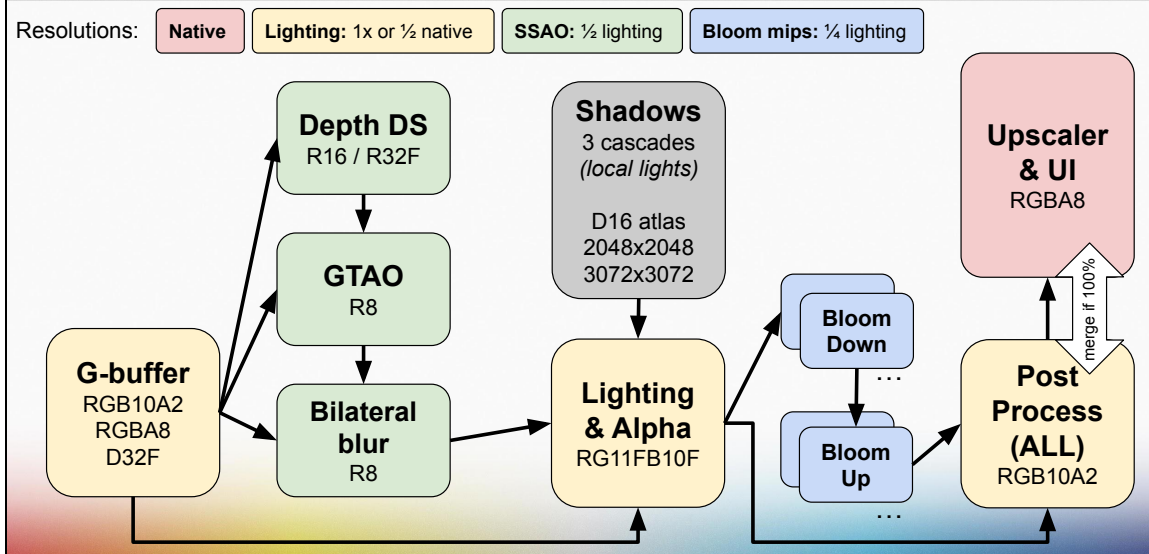 Resolutions:
Native
Lighting: 1x or ½ native
SSAO: ½ lighting
Bloom mips: ¼ lighting
Depth DS
R16 / R32F
GTAO
R8
Bilateral
blur
R8
G-buffer
RGB10A2
RGBA8
D32F
Shadows
3 cascades
(local lights)
D16 atlas
2048x2048
3072x3072
Lighting
& Alpha
RG11FB10F
Bloom
Down
...
Bloom
Up
...
Upscaler
& UI
RGBA8
merge if 100%
Post
Process
(ALL)
RGB10A2